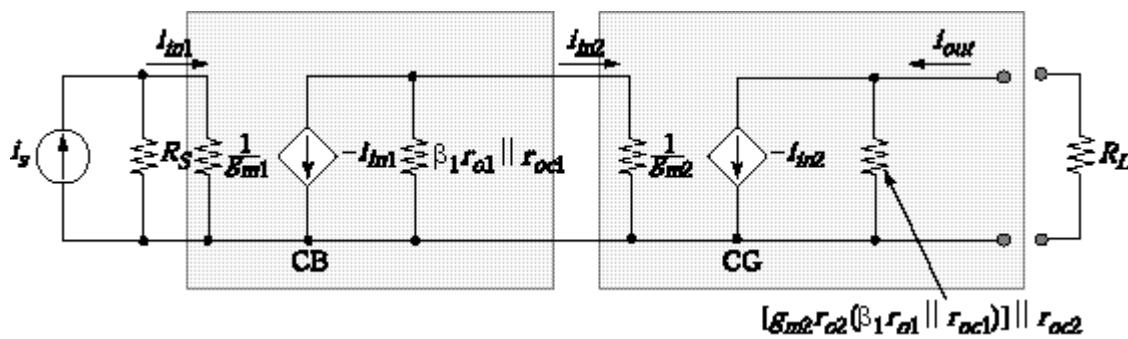 i_in1
i_in2
i_out
i_s
R_S
1/g_m1
-i_in1
β_1 r_o1 || r_oc1
1/g_m2
-i_in2
R_L
CB
CG
[g_m2 r_o2 (β_1 r_o1 || r_oc1)] || r_oc2